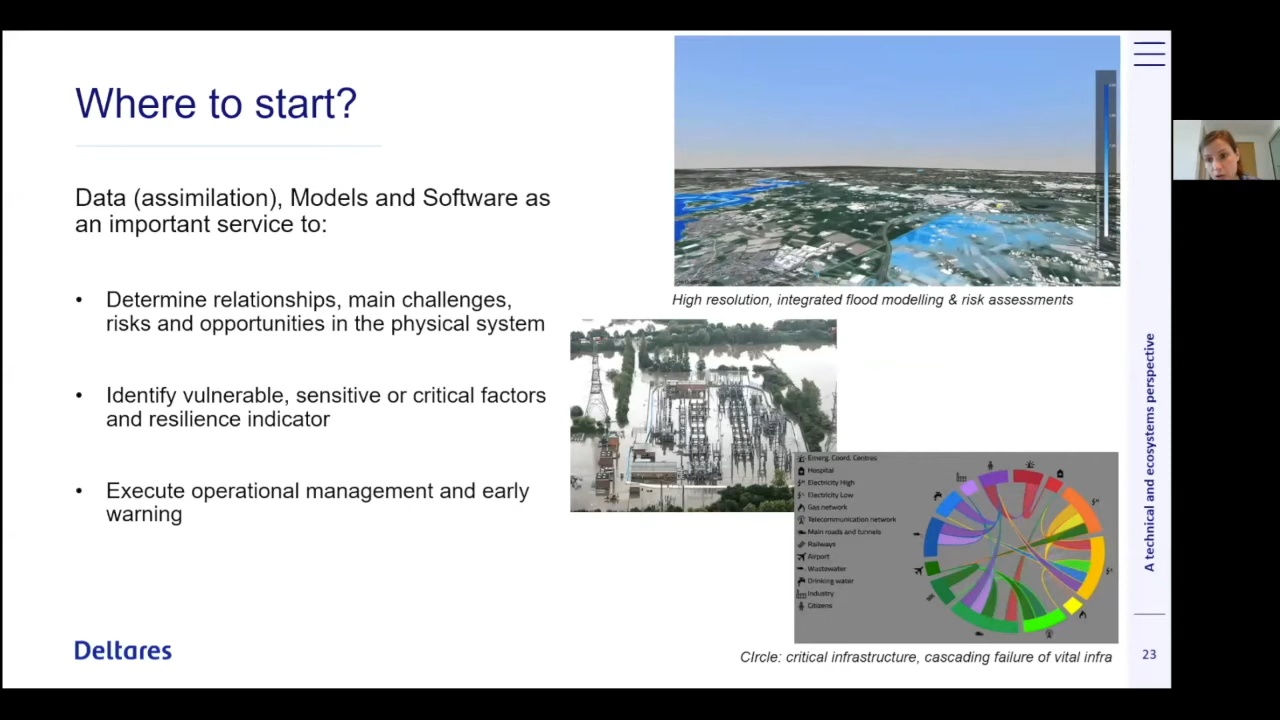 Where to start?
Data (assimilation), Models and Software as
an important service to:
• Determine relationships, main challenges,
risks and opportunities in the physical system
• Identify vulnerable, sensitive or critical factors
and resilience indicator
• Execute operational management and early
warning
Deltares
High resolution, integrated flood modelling & risk assessments
Emerg. Coord. Centres
Hospital
Electricity High
Electricity Low
Gas network
Telecommunication network
Main roads and tunnels
Railways
Airport
Wastewater
Drinking water
Industry
Citizens
CIrcle: critical infrastructure, cascading failure of vital infra
A technical and ecosystems perspective
23